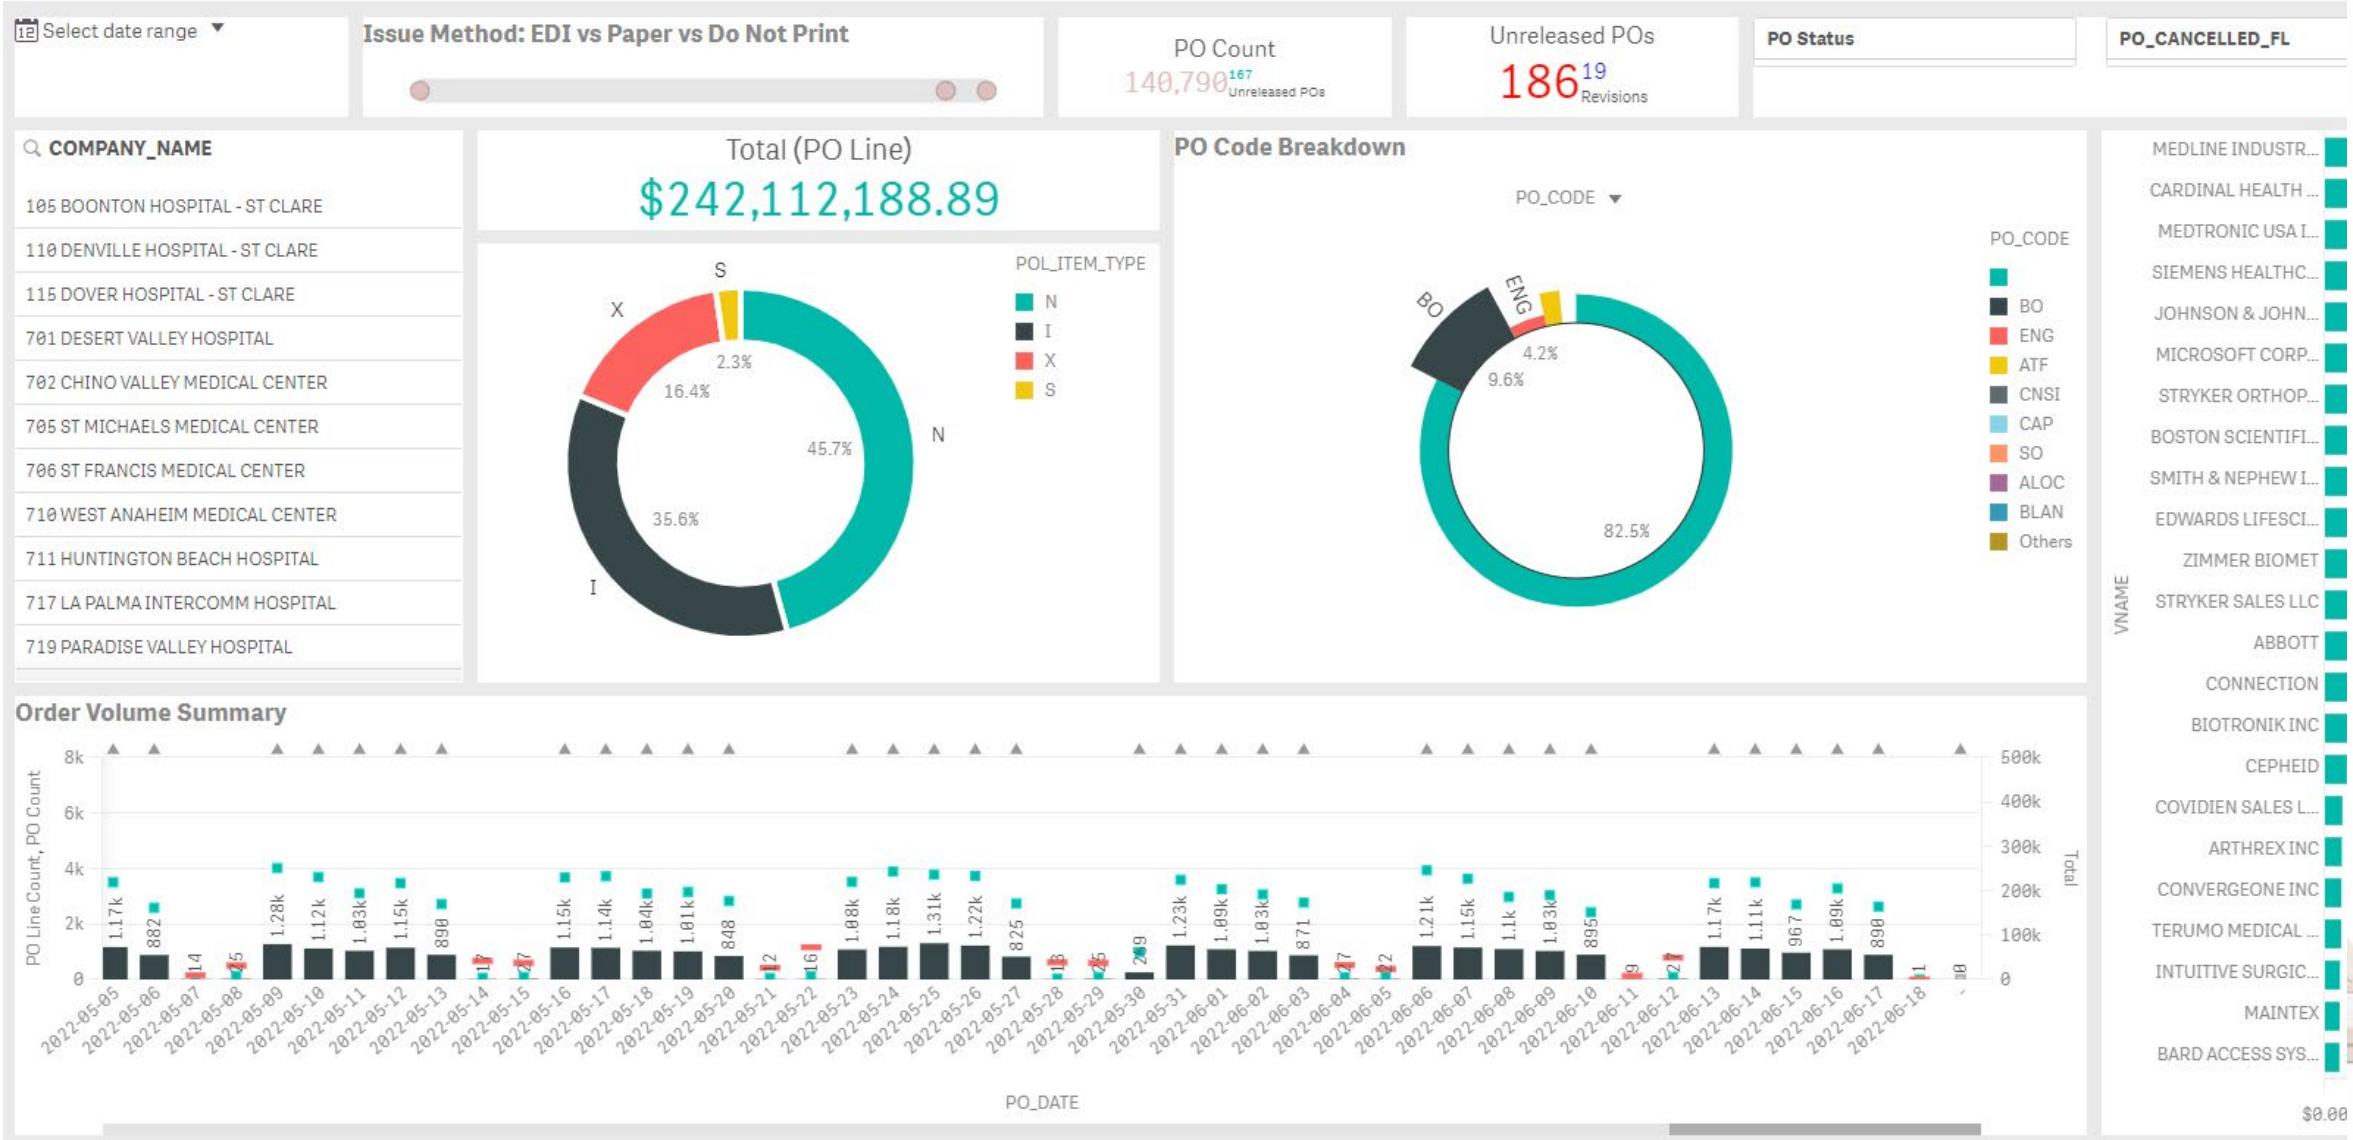 12 Select date range
Issue Method: EDI vs Paper vs Do Not Print
PO Count
140,790 167
Unreleased POs
Unreleased POs
186 19
Revisions
PO Status
PO_CANCELLED_FL
COMPANY_NAME
105 BOONTON HOSPITAL - ST CLARE
110 DENVILLE HOSPITAL - ST CLARE
115 DOVER HOSPITAL - ST CLARE
701 DESERT VALLEY HOSPITAL
702 CHINO VALLEY MEDICAL CENTER
705 ST MICHAELS MEDICAL CENTER
706 ST FRANCIS MEDICAL CENTER
710 WEST ANAHEIM MEDICAL CENTER
711 HUNTINGTON BEACH HOSPITAL
717 LA PALMA INTERCOMM HOSPITAL
719 PARADISE VALLEY HOSPITAL
Total (PO Line)
$242,112,188.89
POL_ITEM_TYPE
N
I
X
S
S
X
N
I
2.3%
16.4%
45.7%
35.6%
PO Code Breakdown
PO_CODE
PO_CODE
BO
ENG
ATF
CNSI
CAP
SO
ALOC
BLAN
Others
BO
ENG
4.2%
9.6%
82.5%
MEDLINE INDUSTR...
CARDINAL HEALTH ...
MEDTRONIC USA I...
SIEMENS HEALTHC...
JOHNSON & JOHN...
MICROSOFT CORP...
STRYKER ORTHOP...
BOSTON SCIENTIFI...
SMITH & NEPHEW I...
EDWARDS LIFESCI...
ZIMMER BIOMET
STRYKER SALES LLC
ABBOTT
CONNECTION
BIOTRONIK INC
CEPHEID
COVIDIEN SALES L...
ARTHREX INC
CONVERGEONE INC
TERUMO MEDICAL ...
INTUITIVE SURGIC...
MAINTEX
BARD ACCESS SYS...
VNAME
$0.00
Order Volume Summary
PO Line Count, PO Count
8k
6k
4k
2k
0
500k
400k
300k
200k
100k
0
Total
1.17k
882
14
25
1.28k
1.12k
1.03k
1.15k
890
17
27
1.15k
1.14k
1.04k
1.01k
848
12
16
1.08k
1.18k
1.31k
1.22k
825
13
25
1.23k
1.09k
1.03k
871
27
22
1.21k
1.15k
1.1k
1.03k
895
9
27
1.17k
1.11k
967
1.09k
890
1
0
2022-05-05
2022-05-06
2022-05-07
2022-05-08
2022-05-09
2022-05-10
2022-05-11
2022-05-12
2022-05-13
2022-05-14
2022-05-15
2022-05-16
2022-05-17
2022-05-18
2022-05-19
2022-05-20
2022-05-21
2022-05-22
2022-05-23
2022-05-24
2022-05-25
2022-05-26
2022-05-27
2022-05-28
2022-05-29
2022-05-30
2022-05-31
2022-06-01
2022-06-02
2022-06-03
2022-06-04
2022-06-05
2022-06-06
2022-06-07
2022-06-08
2022-06-09
2022-06-10
2022-06-11
2022-06-12
2022-06-13
2022-06-14
2022-06-15
2022-06-16
2022-06-17
2022-06-18
-
PO_DATE